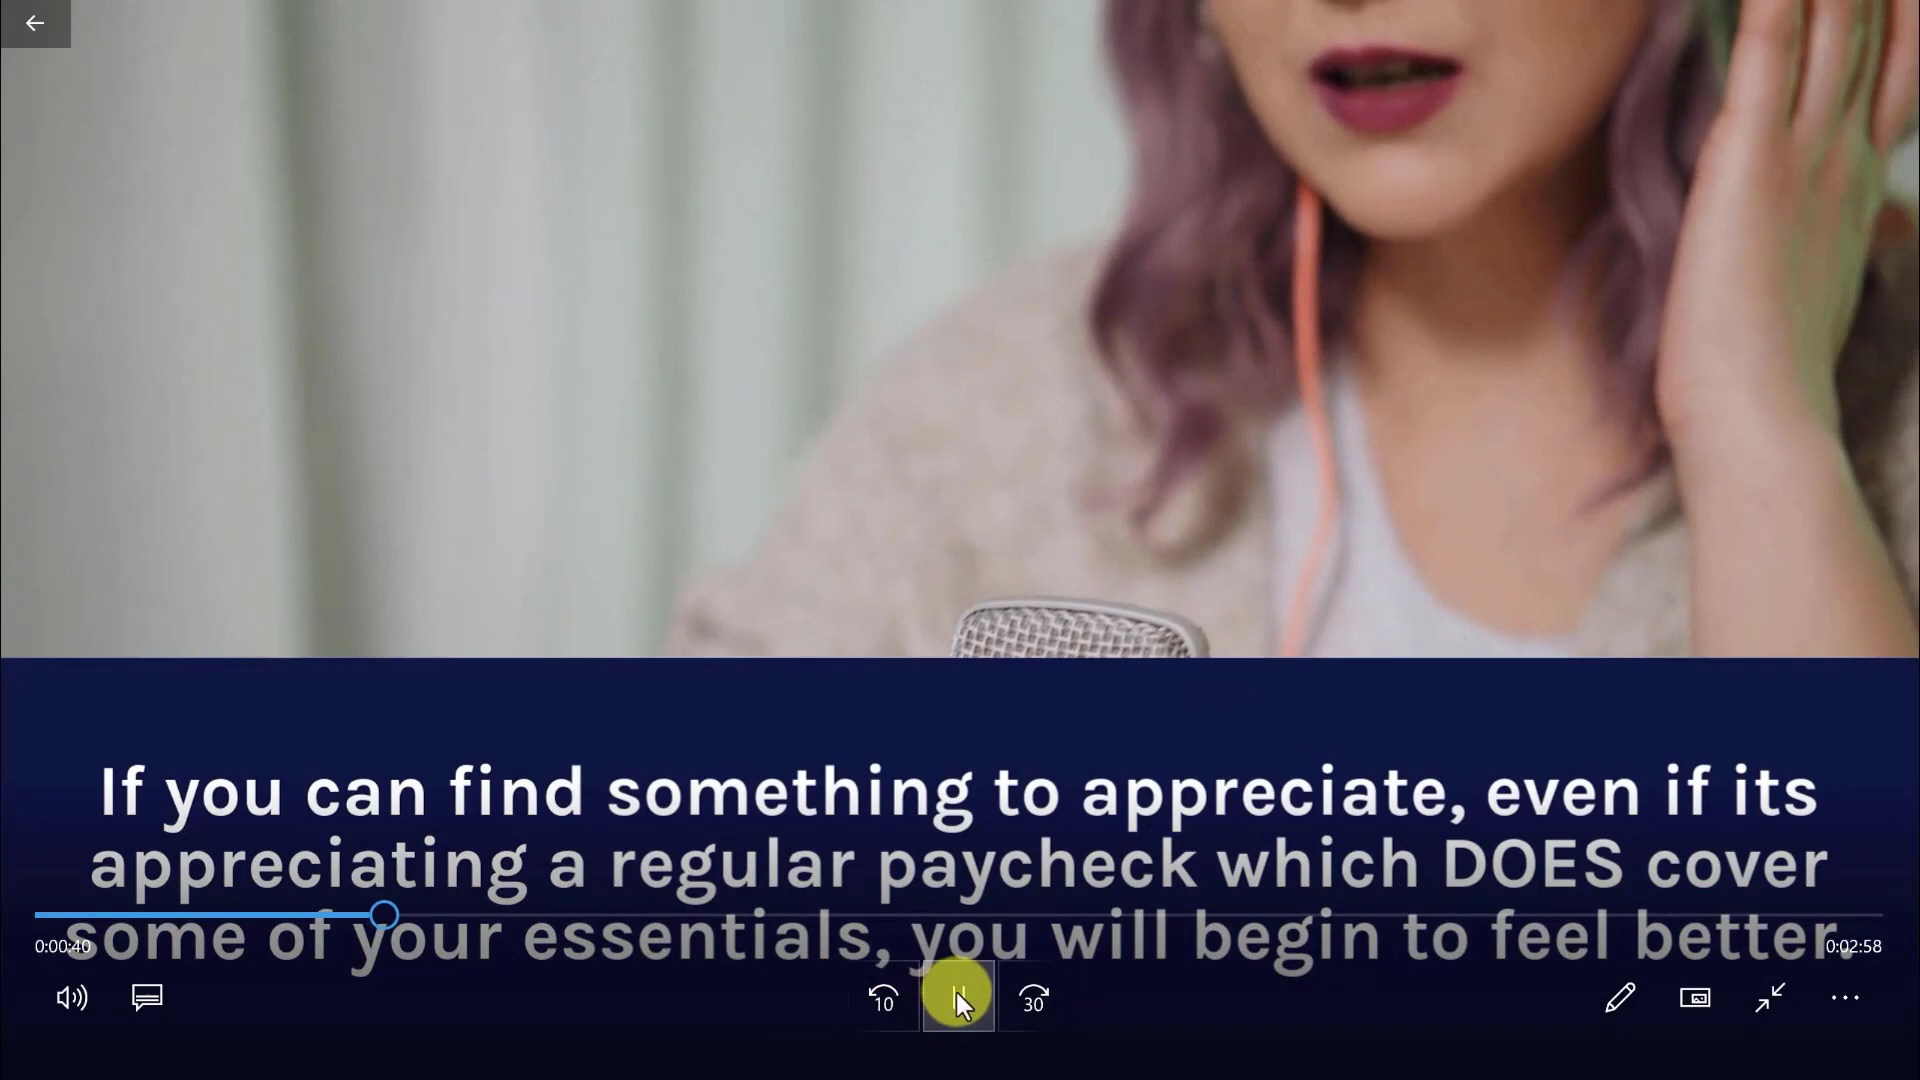 If you can find something to appreciate, even if its
appreciating a regular paycheck which DOES cover
some of your essentials, you will begin to feel better.
0:00:40
0:02:58
10
30